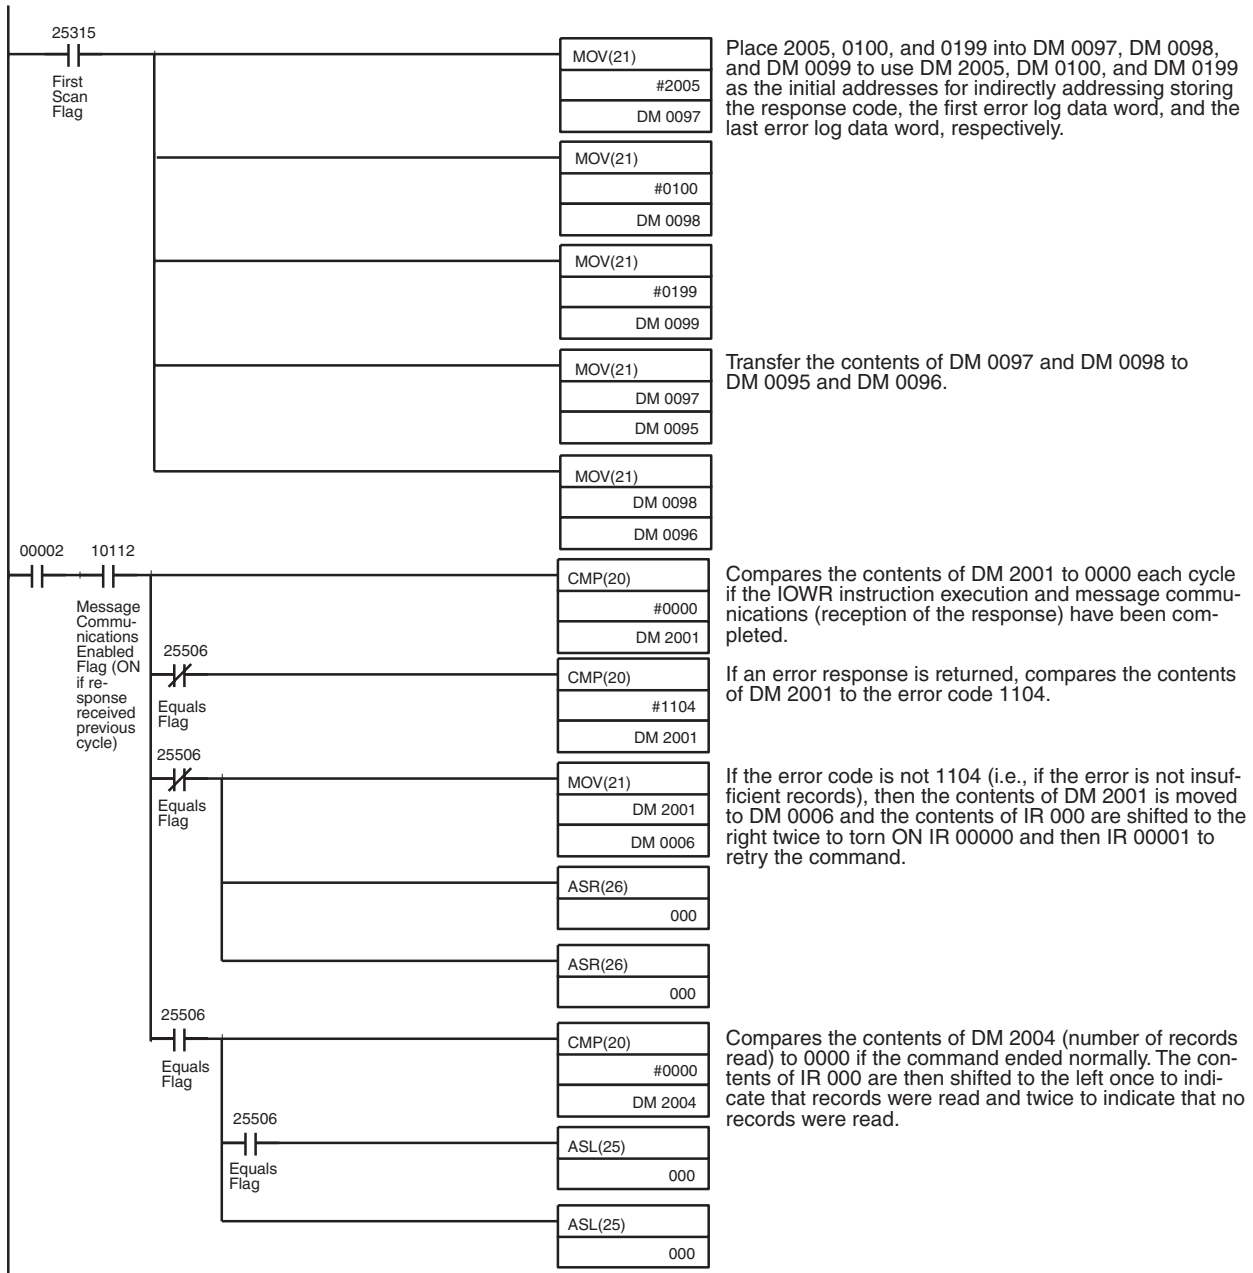 25315
First
Scan
Flag
MOV(21)
#2005
DM 0097
Place 2005, 0100, and 0199 into DM 0097, DM 0098,
and DM 0099 to use DM 2005, DM 0100, and DM 0199
as the initial addresses for indirectly addressing storing
the response code, the first error log data word, and the
last error log data word, respectively.
MOV(21)
#0100
DM 0098
MOV(21)
#0199
DM 0099
MOV(21)
DM 0097
DM 0095
Transfer the contents of DM 0097 and DM 0098 to
DM 0095 and DM 0096.
MOV(21)
DM 0098
DM 0096
00002
10112
Message
Commu-
nications
Enabled
Flag (ON
if re-
sponse
received
previous
cycle)
CMP(20)
#0000
DM 2001
Compares the contents of DM 2001 to 0000 each cycle
if the IOWR instruction execution and message commu-
nications (reception of the response) have been com-
pleted.
25506
Equals
Flag
CMP(20)
#1104
DM 2001
If an error response is returned, compares the contents
of DM 2001 to the error code 1104.
25506
Equals
Flag
MOV(21)
DM 2001
DM 0006
If the error code is not 1104 (i.e., if the error is not insuf-
ficient records), then the contents of DM 2001 is moved
to DM 0006 and the contents of IR 000 are shifted to the
right twice to torn ON IR 00000 and then IR 00001 to
retry the command.
ASR(26)
000
ASR(26)
000
25506
Equals
Flag
CMP(20)
#0000
DM 2004
Compares the contents of DM 2004 (number of records
read) to 0000 if the command ended normally. The con-
tents of IR 000 are then shifted to the left once to indi-
cate that records were read and twice to indicate that no
records were read.
25506
Equals
Flag
ASL(25)
000
ASL(25)
000